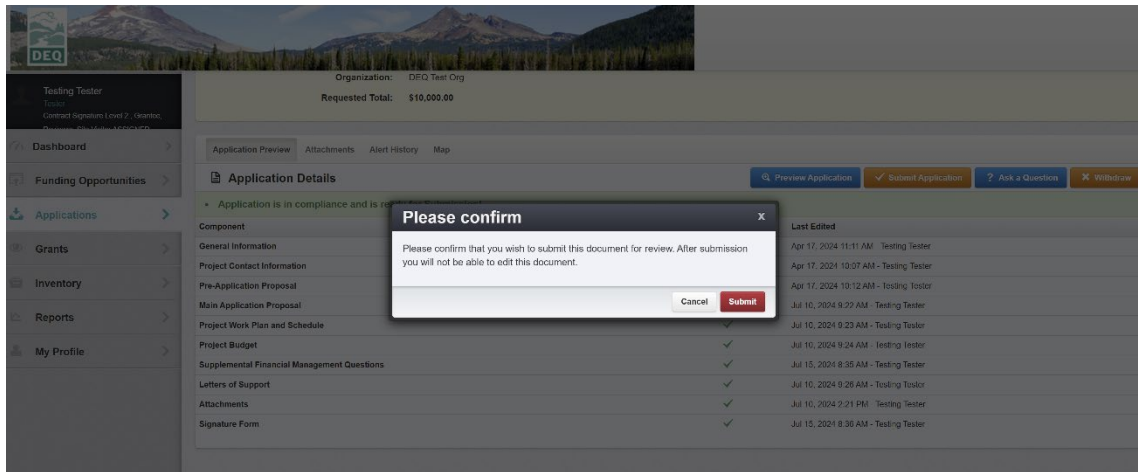 DEQ
Testing Tester
Tester
Contract Signature Level 2 , Grantee,
Dashboard
Funding Opportunities
Applications
Grants
Inventory
Reports
My Profile
Organization: DEQ Test Org
Requested Total: $10,000.00
Application Preview Attachments Alert History Map
Application Details
Preview Application Submit Application ? Ask a Question Withdraw
Application is in compliance and is
Please confirm x
Please confirm that you wish to submit this document for review. After submission
you will not be able to edit this document.
Cancel Submit
Component Last Edited
General Information Apr 17, 2024 11:11 AM - Testing Tester
Project Contact Information Apr 17, 2024 10:07 AM - Testing Tester
Pre-Application Proposal Apr 17, 2024 10:12 AM - Testing Tester
Main Application Proposal Jul 10, 2024 9:22 AM - Testing Tester
Project Work Plan and Schedule Jul 10, 2024 9:23 AM - Testing Tester
Project Budget Jul 10, 2024 9:24 AM - Testing Tester
Supplemental Financial Management Questions Jul 15, 2024 8:35 AM - Testing Tester
Letters of Support Jul 10, 2024 9:26 AM - Testing Tester
Attachments Jul 10, 2024 2:21 PM - Testing Tester
Signature Form Jul 15, 2024 8:36 AM - Testing Tester